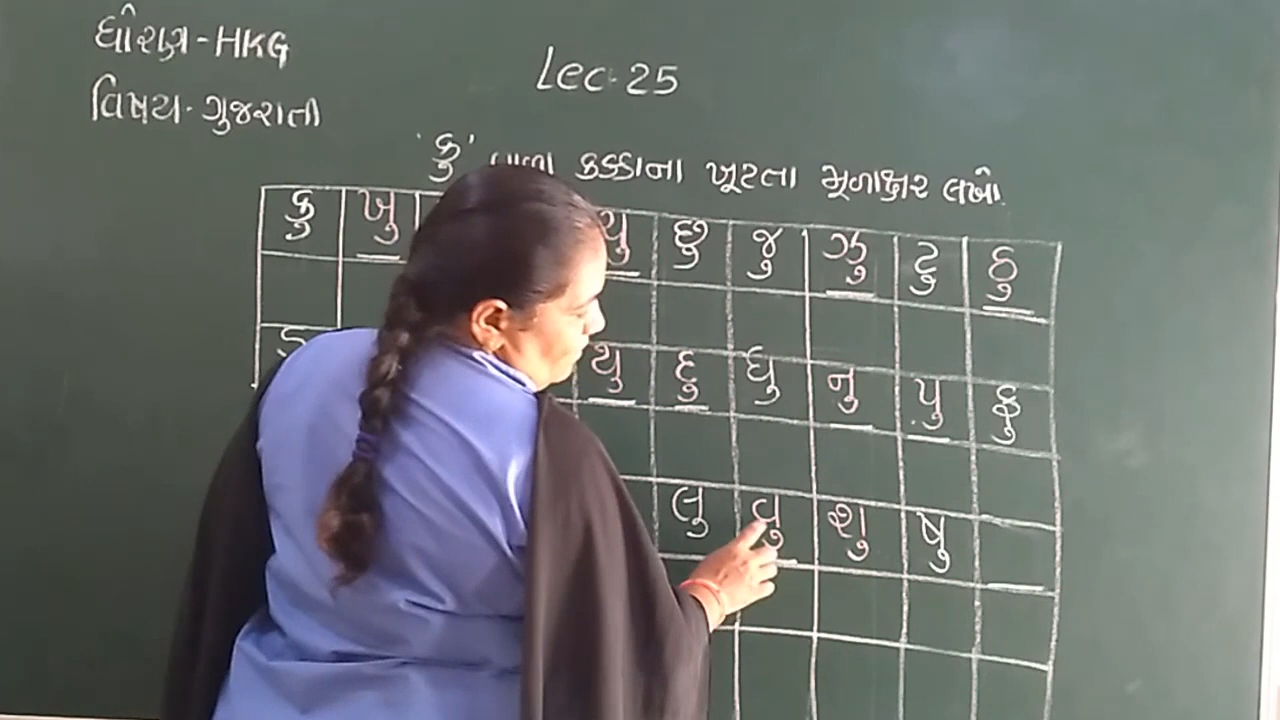 ધોરણ - HKG
Lec-25
વિષય - ગુજરાતી
'કુ' વાળા કક્કાના ખૂટતા મૂળાક્ષર લખો.
કુ ખુ ચુ છુ જુ ઝુ ટુ ઠુ
થુ દુ ધુ નુ પુ ફુ
લુ વુ શુ ષુ